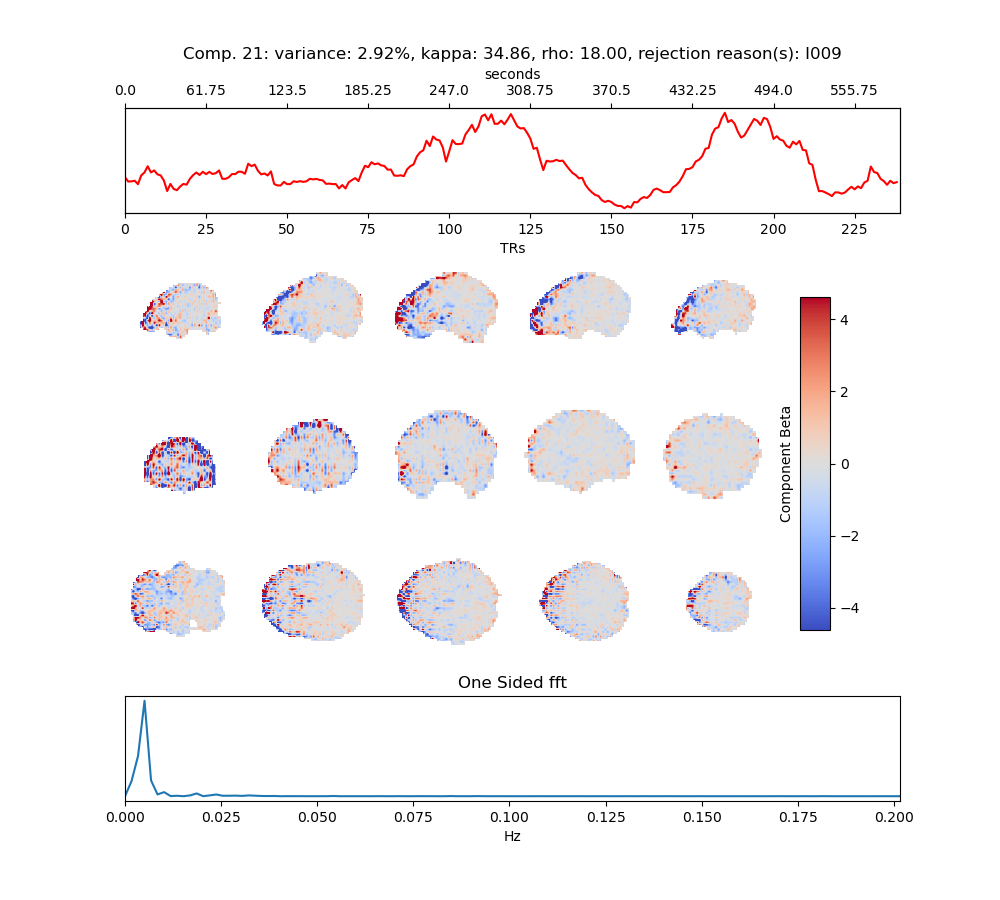 Comp. 21: variance: 2.92%, kappa: 34.86, rho: 18.00, rejection reason(s): I009
seconds
0.0 61.75 123.5 185.25 247.0 308.75 370.5 432.25 494.0 555.75
0 25 50 75 100 125 150 175 200 225
TRs
4
2
0
−2
−4
Component Beta
One Sided fft
0.000 0.025 0.050 0.075 0.100 0.125 0.150 0.175 0.200
Hz